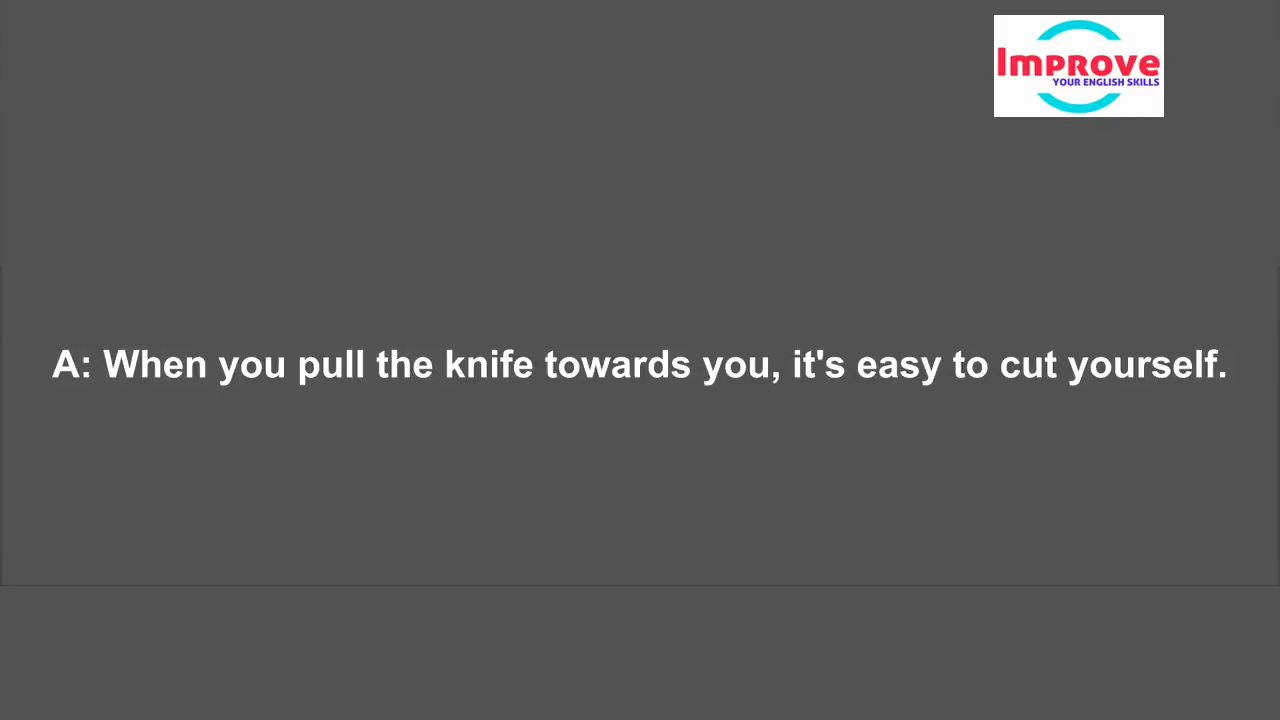 Improve
YOUR ENGLISH SKILLS
A: When you pull the knife towards you, it's easy to cut yourself.